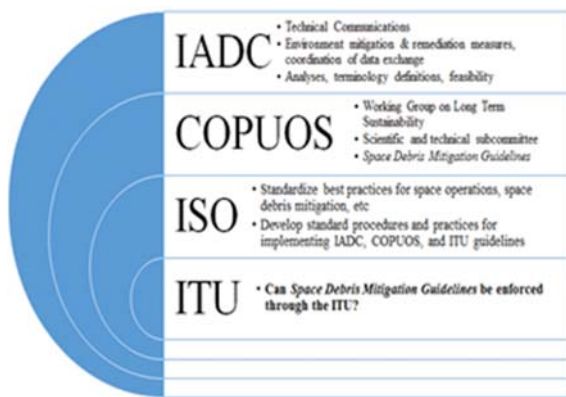 IADC
• Technical Communications
• Environment mitigation & remediation measures,
coordination of data exchange
• Analyses, terminology definitions, feasibility
COPUOS
• Working Group on Long Term
Sustainability
• Scientific and technical subcommittee
• Space Debris Mitigation Guidelines
ISO
• Standardize best practices for space operations, space
debris mitigation, etc
• Develop standard procedures and practices for
implementing IADC, COPUOS, and ITU guidelines
ITU
• Can Space Debris Mitigation Guidelines be enforced
through the ITU?